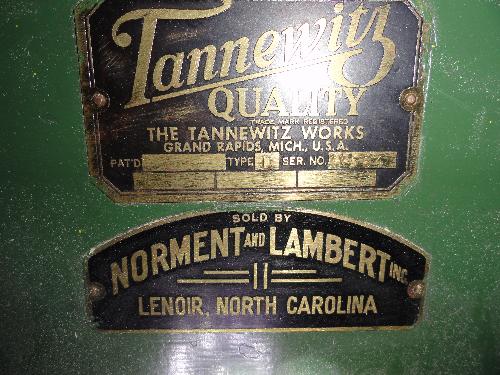 Tannewitz
QUALITY
TRADE MARK REGISTERED
THE TANNEWITZ WORKS
GRAND RAPIDS, MICH., U.S.A.
PAT'D TYPE SER. NO.
SOLD BY
NORMENT AND LAMBERT INC.
LENOIR, NORTH CAROLINA